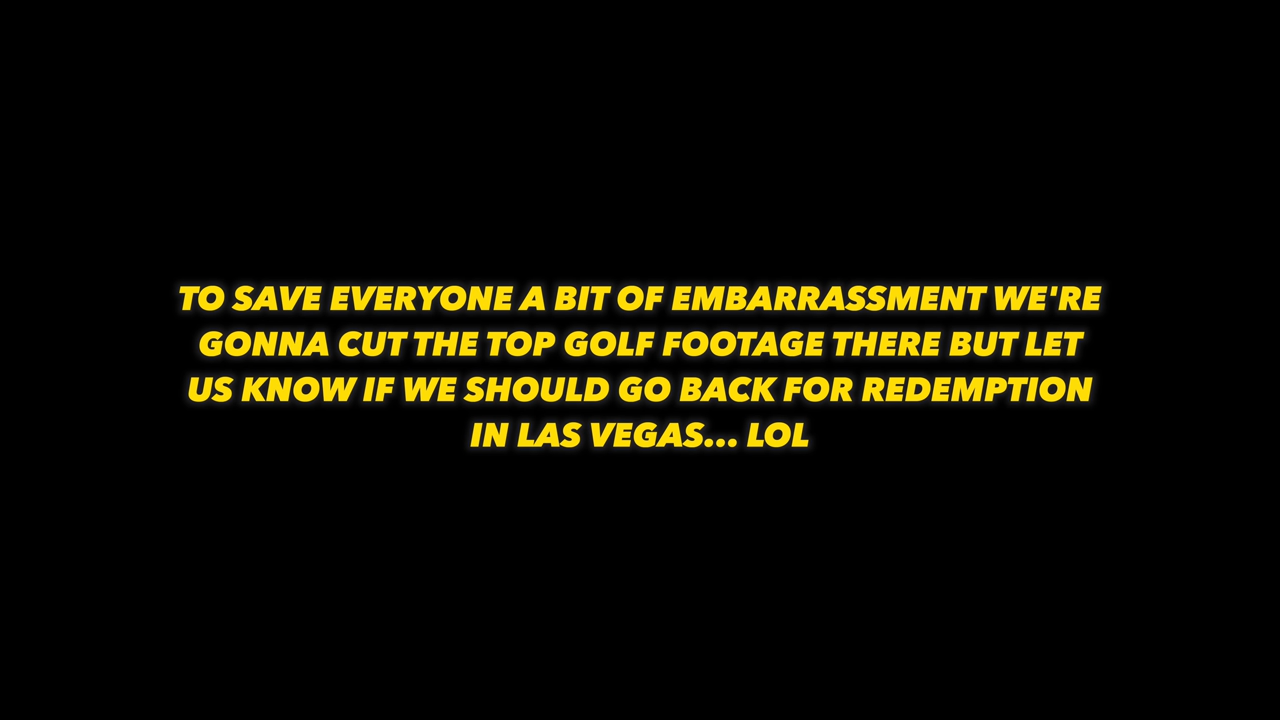 TO SAVE EVERYONE A BIT OF EMBARRASSMENT WE'RE
GONNA CUT THE TOP GOLF FOOTAGE THERE BUT LET
US KNOW IF WE SHOULD GO BACK FOR REDEMPTION
IN LAS VEGAS... LOL